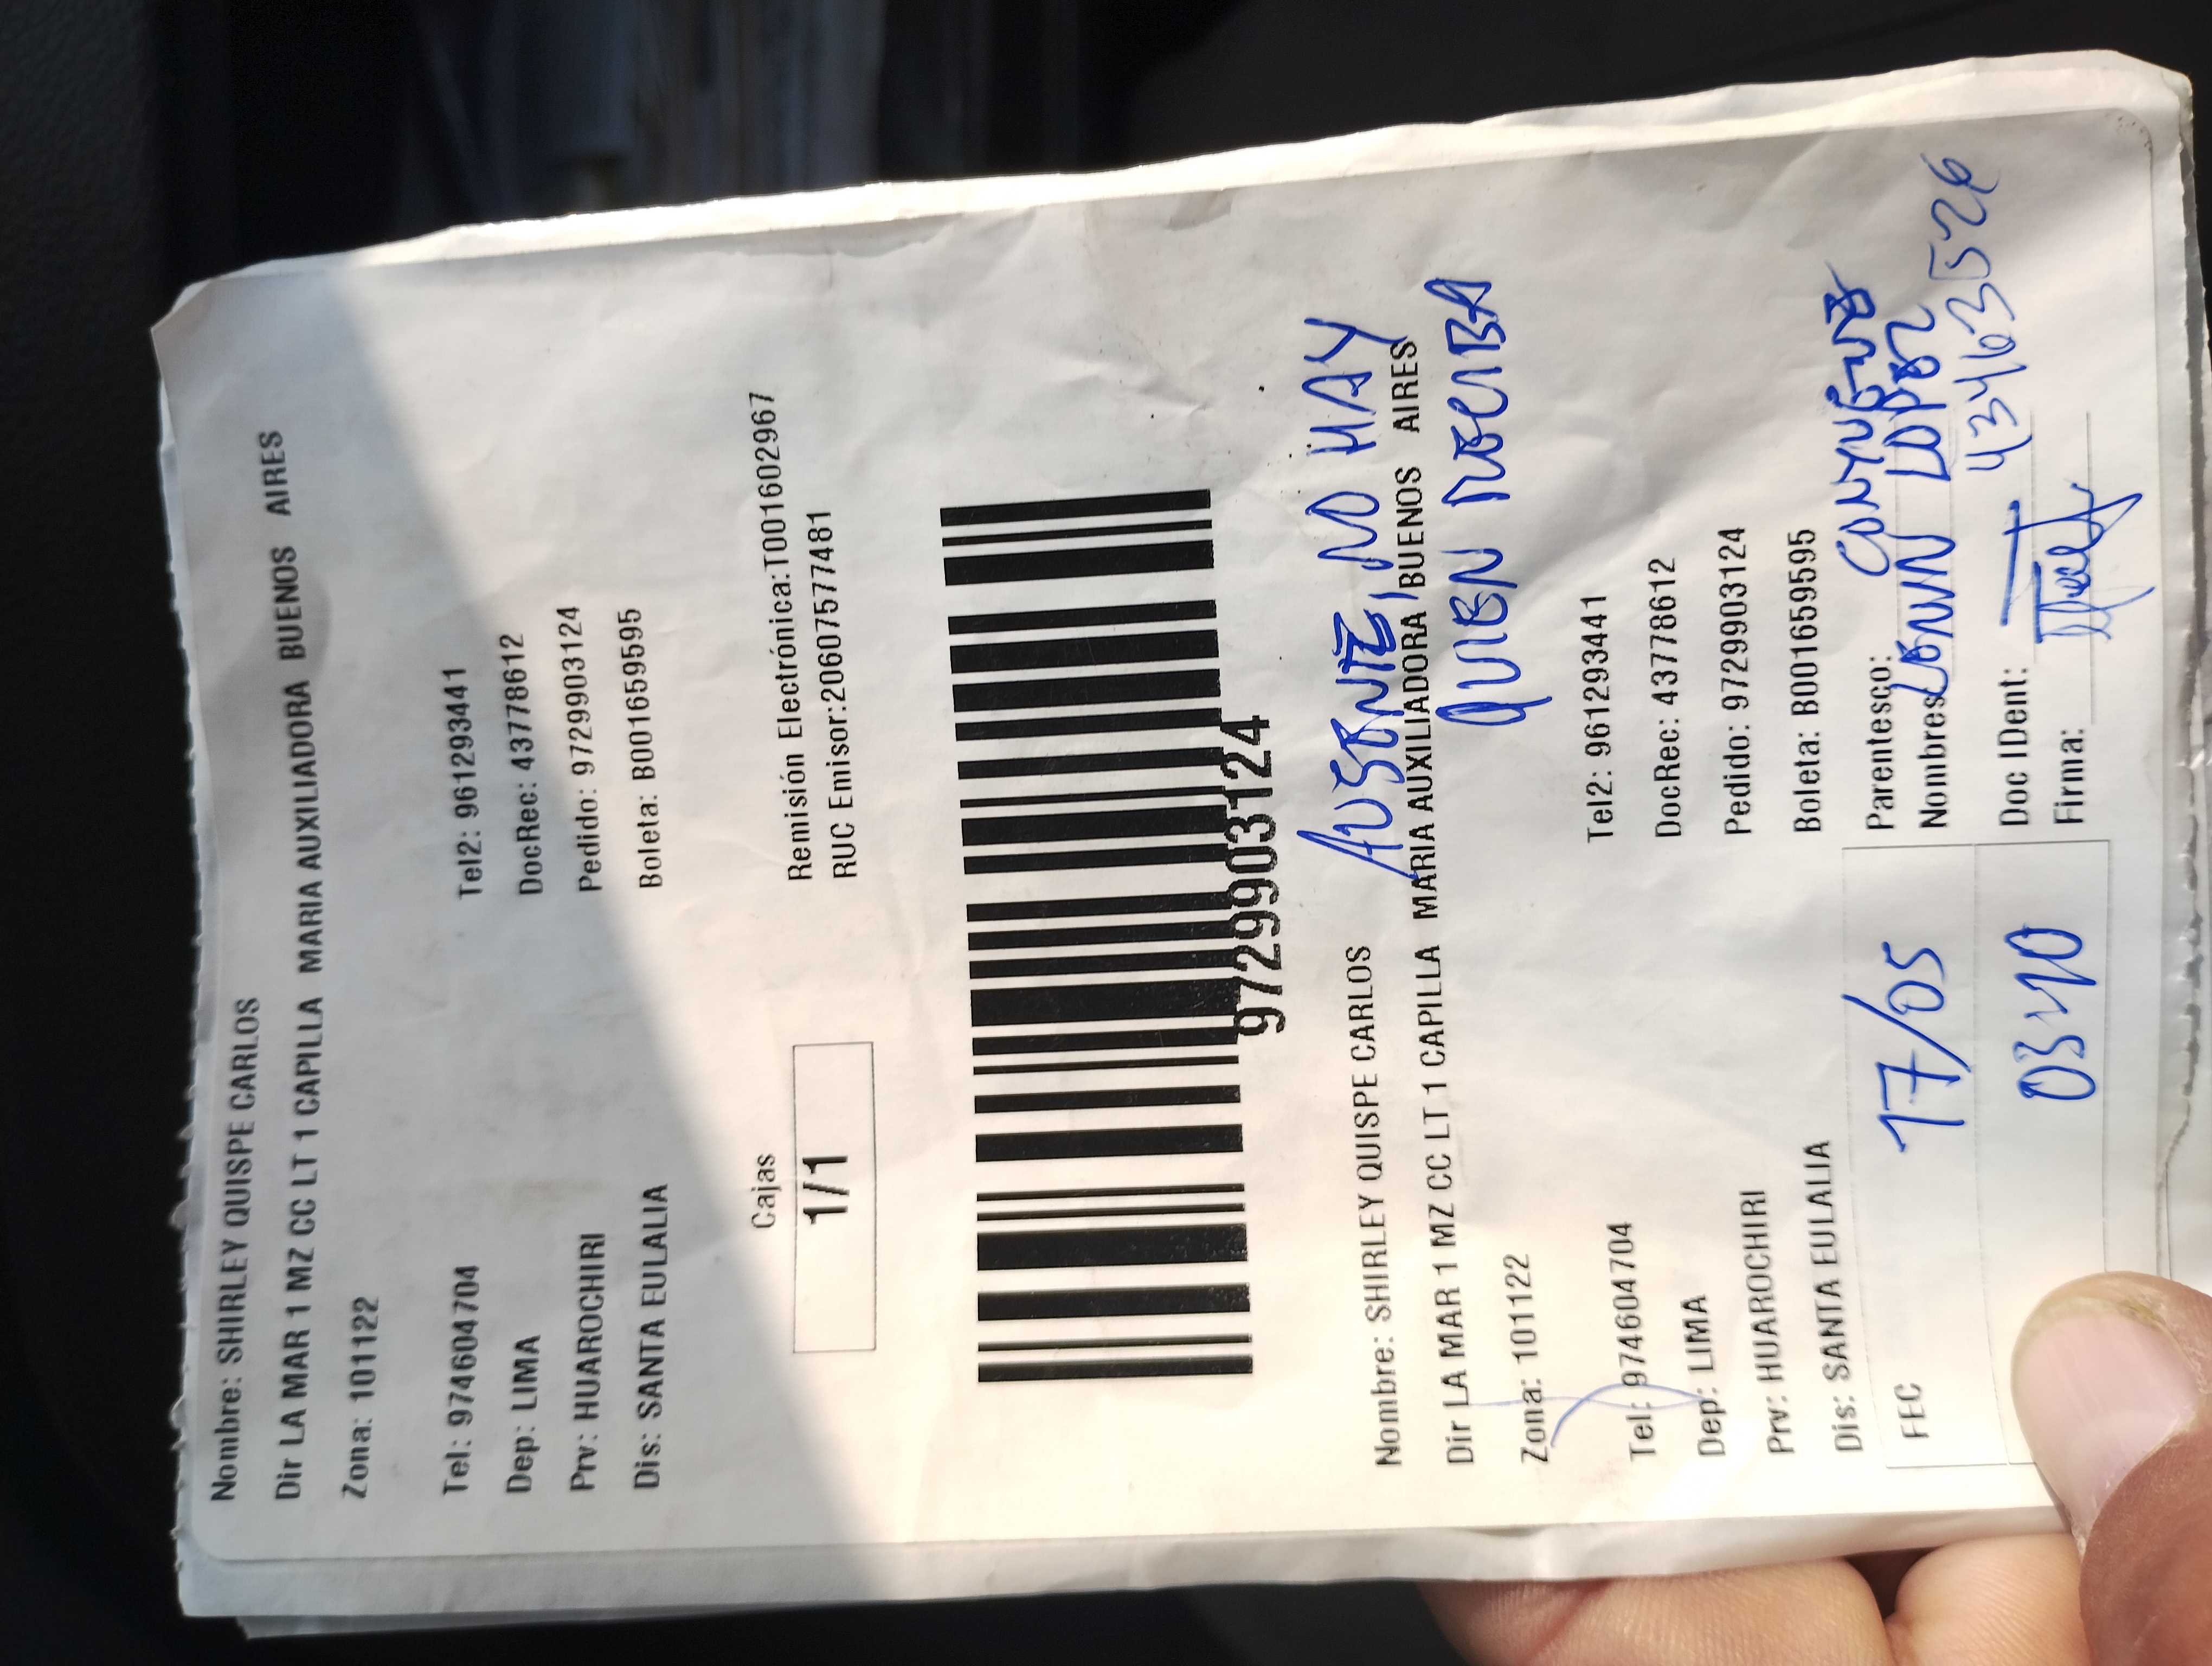 Nombre: SHIRLEY QUISPE CARLOS
Dir LA MAR 1 MZ CC LT 1 CAPILLA MARIA AUXILIADORA BUENOS AIRES
Zona: 101122
Tel: 974604704 Tel2: 961293441
Dep: LIMA DocRec: 43778612
Prv: HUAROCHIRI Pedido: 9729903124
Dis: SANTA EULALIA Boleta: B001659595
Cajas Remisión Electrónica:T001602967
1/1 RUC Emisor:20607577481
9729903124
AUSENTE, NO HAY
Nombre: SHIRLEY QUISPE CARLOS
Dir LA MAR 1 MZ CC LT 1 CAPILLA MARIA AUXILIADORA BUENOS AIRES
QUIEN RECIBA
Zona: 101122
Tel: 974604704 Tel2: 961293441
Dep: LIMA DocRec: 43778612
Prv: HUAROCHIRI Pedido: 9729903124
Dis: SANTA EULALIA Boleta: B001659595
FEC 17/05 Parentesco: CONYUGUE
Nombres LENIN LOPEZ
Doc IDent: 43463526
03:40 Firma: